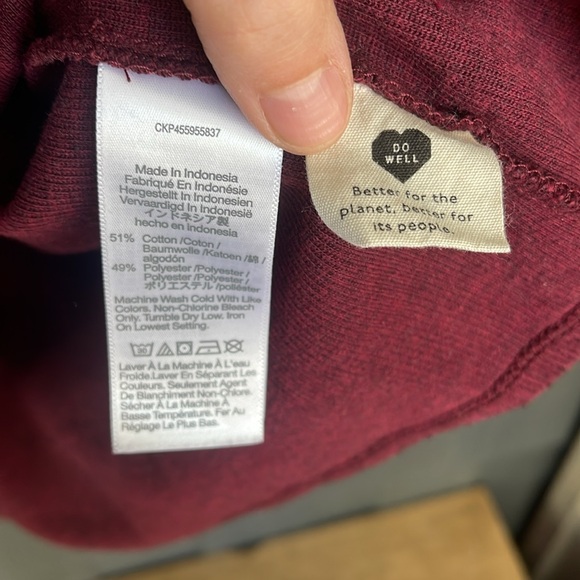 CKP455955837
Made In Indonesia
Fabriqué En Indonésie
Hergestellt In Indonesien
Vervaardigd In Indonesië
インドネシア製
hecho en Indonesia
51% Cotton /Coton /
Baumwolle /Katoen / 綿 /
algodón
49% Polyester /Polyester /
Polyester /Polyester /
ポリエステル /poliéster
Machine Wash Cold With Like
Colors. Non-Chlorine Bleach
Only. Tumble Dry Low. Iron
On Lowest Setting.
30
Laver À La Machine À L'eau
Froide.Laver En Séparant Les
Couleurs. Seulement Agent
De Blanchiment Non-Chlore.
Sécher À La Machine À
Basse Température. Fer Au
Réglage Le Plus Bas.
DO
WELL
Better for the
planet, better for
its people.